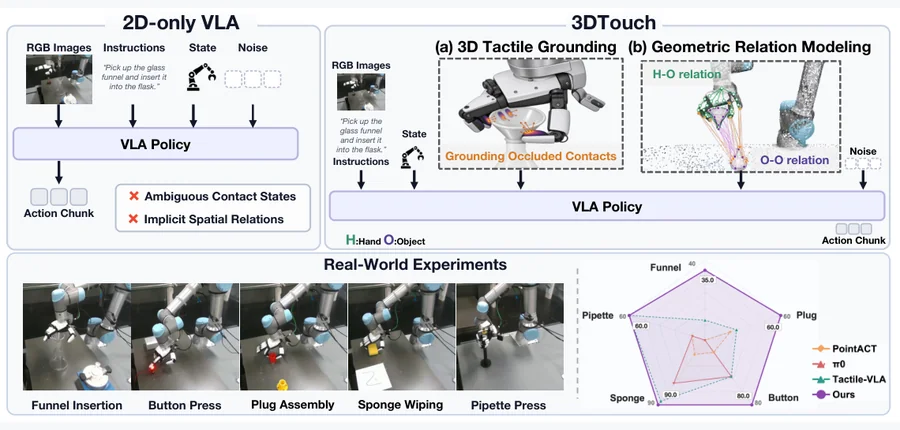 2D-only VLA
RGB Images
Instructions
State
Noise
"Pick up the glass
funnel and insert it
into the flask."
VLA Policy
Action Chunk
✗ Ambiguous Contact States
✗ Implicit Spatial Relations
3DTouch
(a) 3D Tactile Grounding
(b) Geometric Relation Modeling
RGB Images
"Pick up the
glass funnel
and insert it
into the flask."
Instructions
State
Grounding Occluded Contacts
H-O relation
O-O relation
Noise
VLA Policy
H:Hand O:Object
Action Chunk
Real-World Experiments
Funnel Insertion
Button Press
Plug Assembly
Sponge Wiping
Pipette Press
Funnel
40
35.0
Pipette
60
60.0
60
Plug
60.0
Sponge
90
90.0
80.0
80
Button
PointACT
π0
Tactile-VLA
Ours